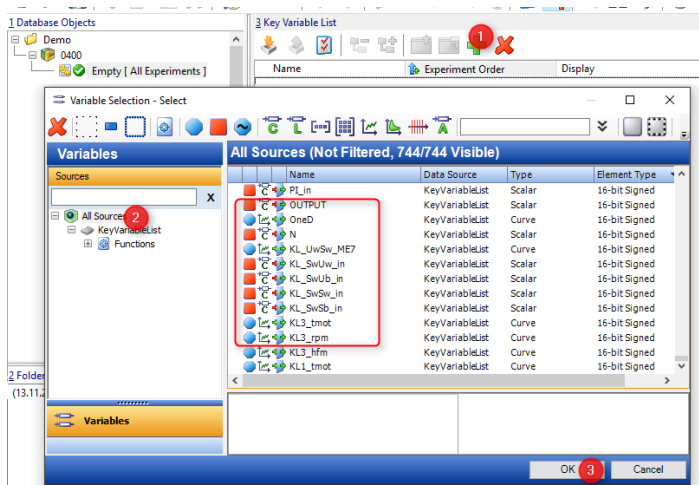 1 Database Objects
3 Key Variable List
Demo
0400
Empty [ All Experiments ]
1
Name Experiment Order Display
Variable Selection - Select
Variables
All Sources (Not Filtered, 744/744 Visible)
Sources
X
All Sources 2
KeyVariableList
Functions
Name Data Source Type Element Type
PI_in KeyVariableList Scalar 16-bit Signed
OUTPUT KeyVariableList Scalar 16-bit Signed
OneD KeyVariableList Curve 16-bit Signed
N KeyVariableList Scalar 16-bit Signed
KL_UwSw_ME7 KeyVariableList Curve 16-bit Signed
KL_SwUw_in KeyVariableList Scalar 16-bit Signed
KL_SwUb_in KeyVariableList Scalar 16-bit Signed
KL_SwSw_in KeyVariableList Scalar 16-bit Signed
KL_SwSb_in KeyVariableList Scalar 16-bit Signed
KL3_tmot KeyVariableList Curve 16-bit Signed
KL3_rpm KeyVariableList Curve 16-bit Signed
KL3_hfm KeyVariableList Curve 16-bit Signed
KL1_tmot KeyVariableList Curve 16-bit Signed
2 Folder
(13.11.2
Variables
OK 3 Cancel